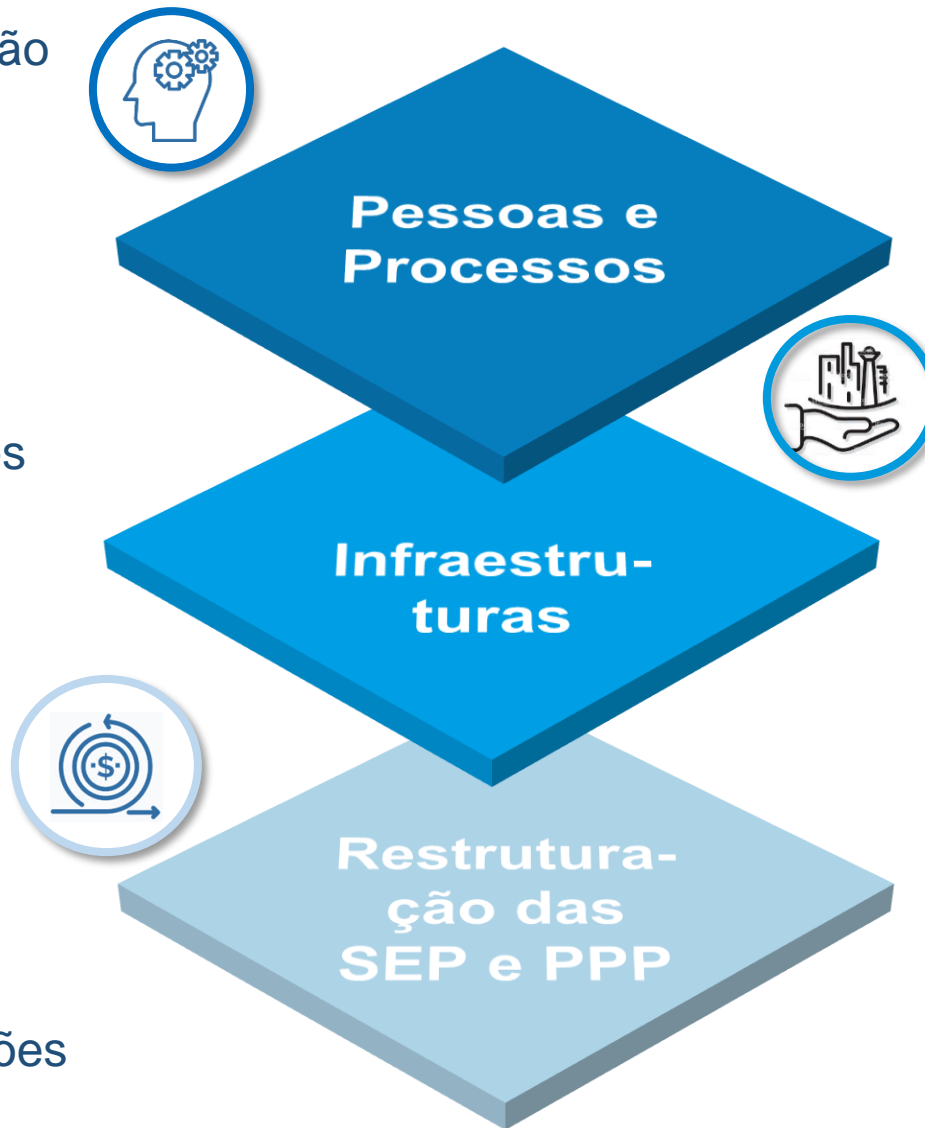 ão
Pessoas e
Processos
s
Infraestru-
turas
$
Restrutura-
ção das
SEP e PPP
ões